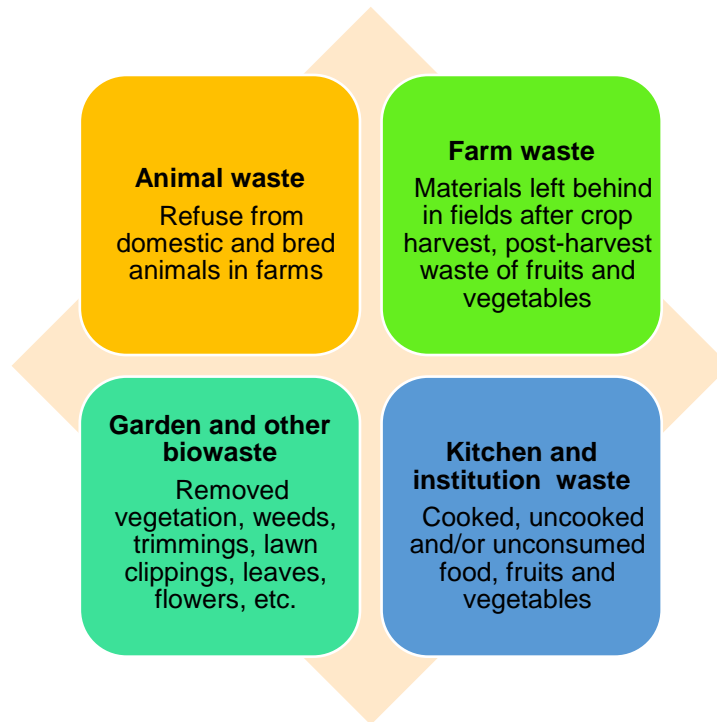 Animal waste
Refuse from
domestic and bred
animals in farms
Farm waste
Materials left behind
in fields after crop
harvest, post-harvest
waste of fruits and
vegetables
Garden and other
biowaste
Removed
vegetation, weeds,
trimmings, lawn
clippings, leaves,
flowers, etc.
Kitchen and
institution waste
Cooked, uncooked
and/or unconsumed
food, fruits and
vegetables